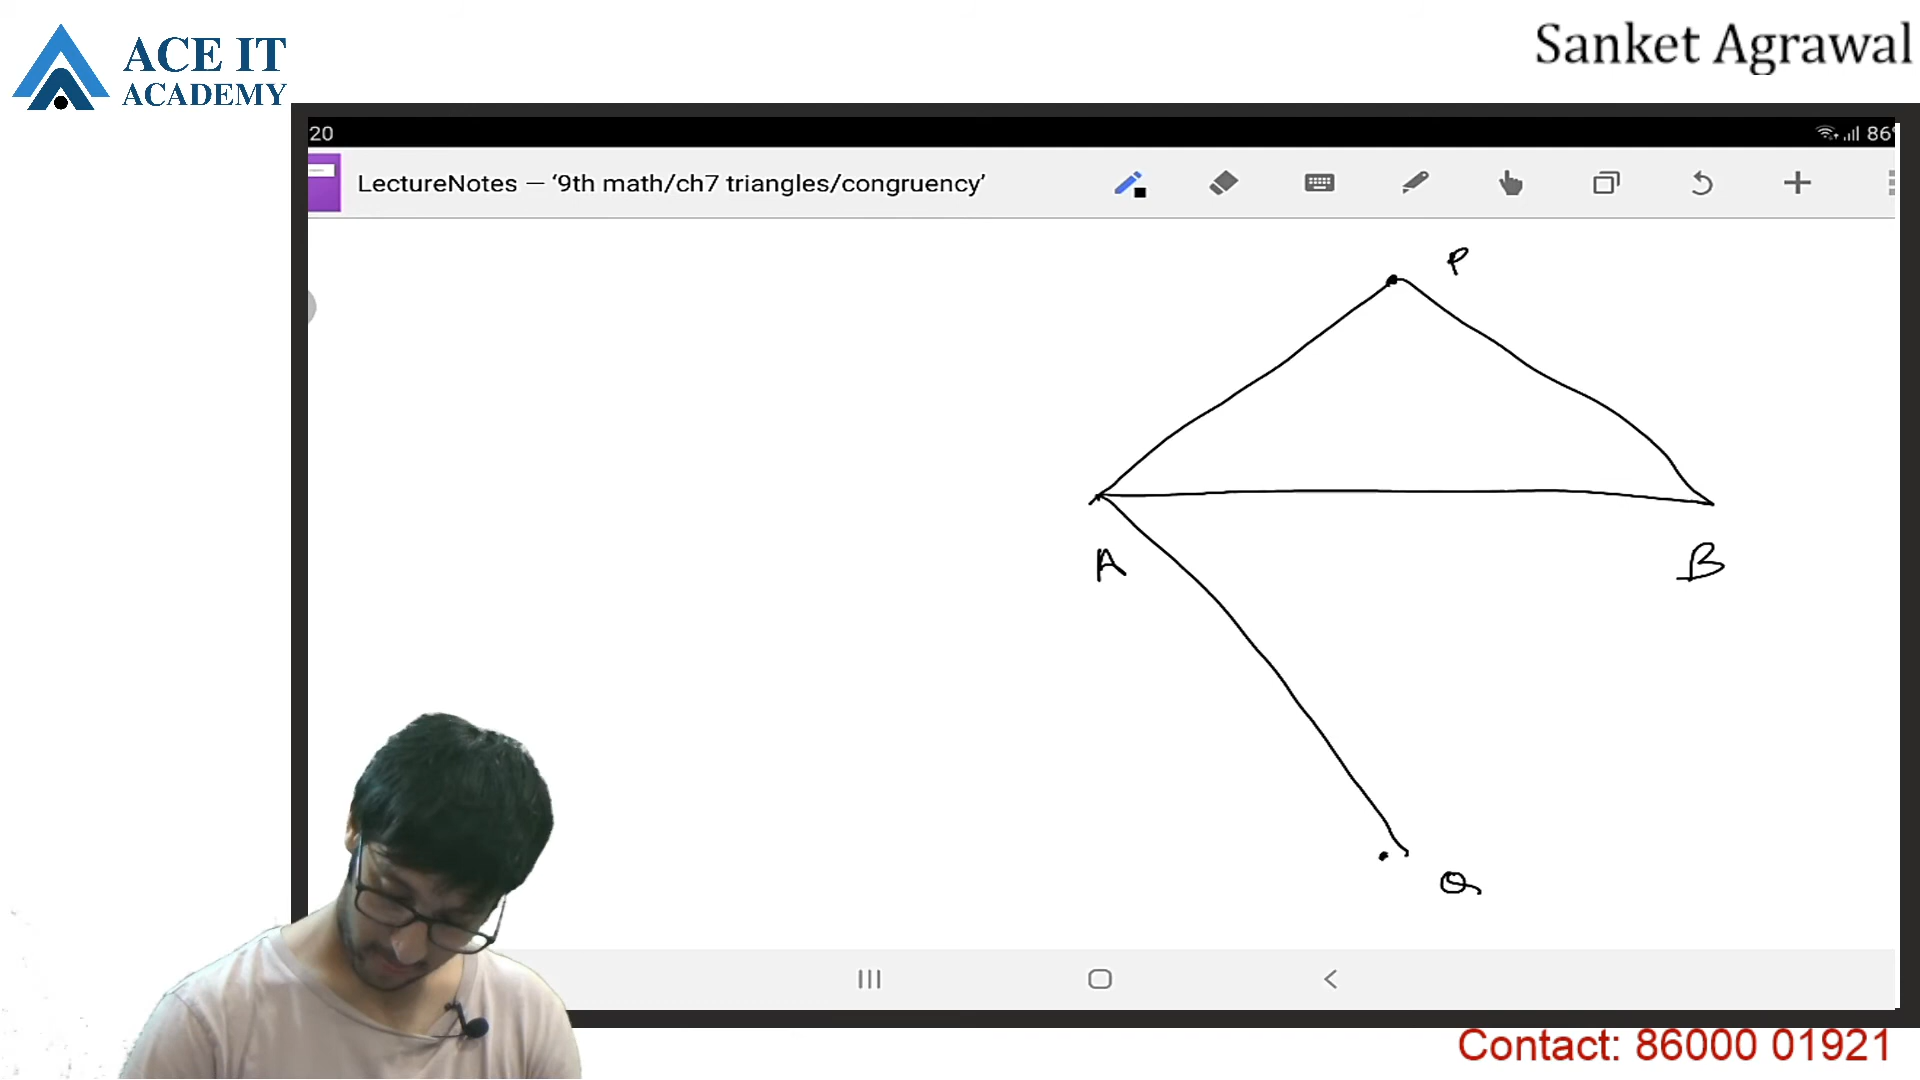 ACE IT
ACADEMY
Sanket Agrawal
20
86
LectureNotes — ‘9th math/ch7 triangles/congruency’
P
A
B
Q
Contact: 86000 01921